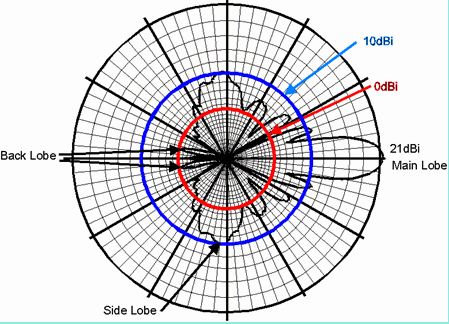 10dBi
0dBi
21dBi
Back Lobe
Main Lobe
Side Lobe